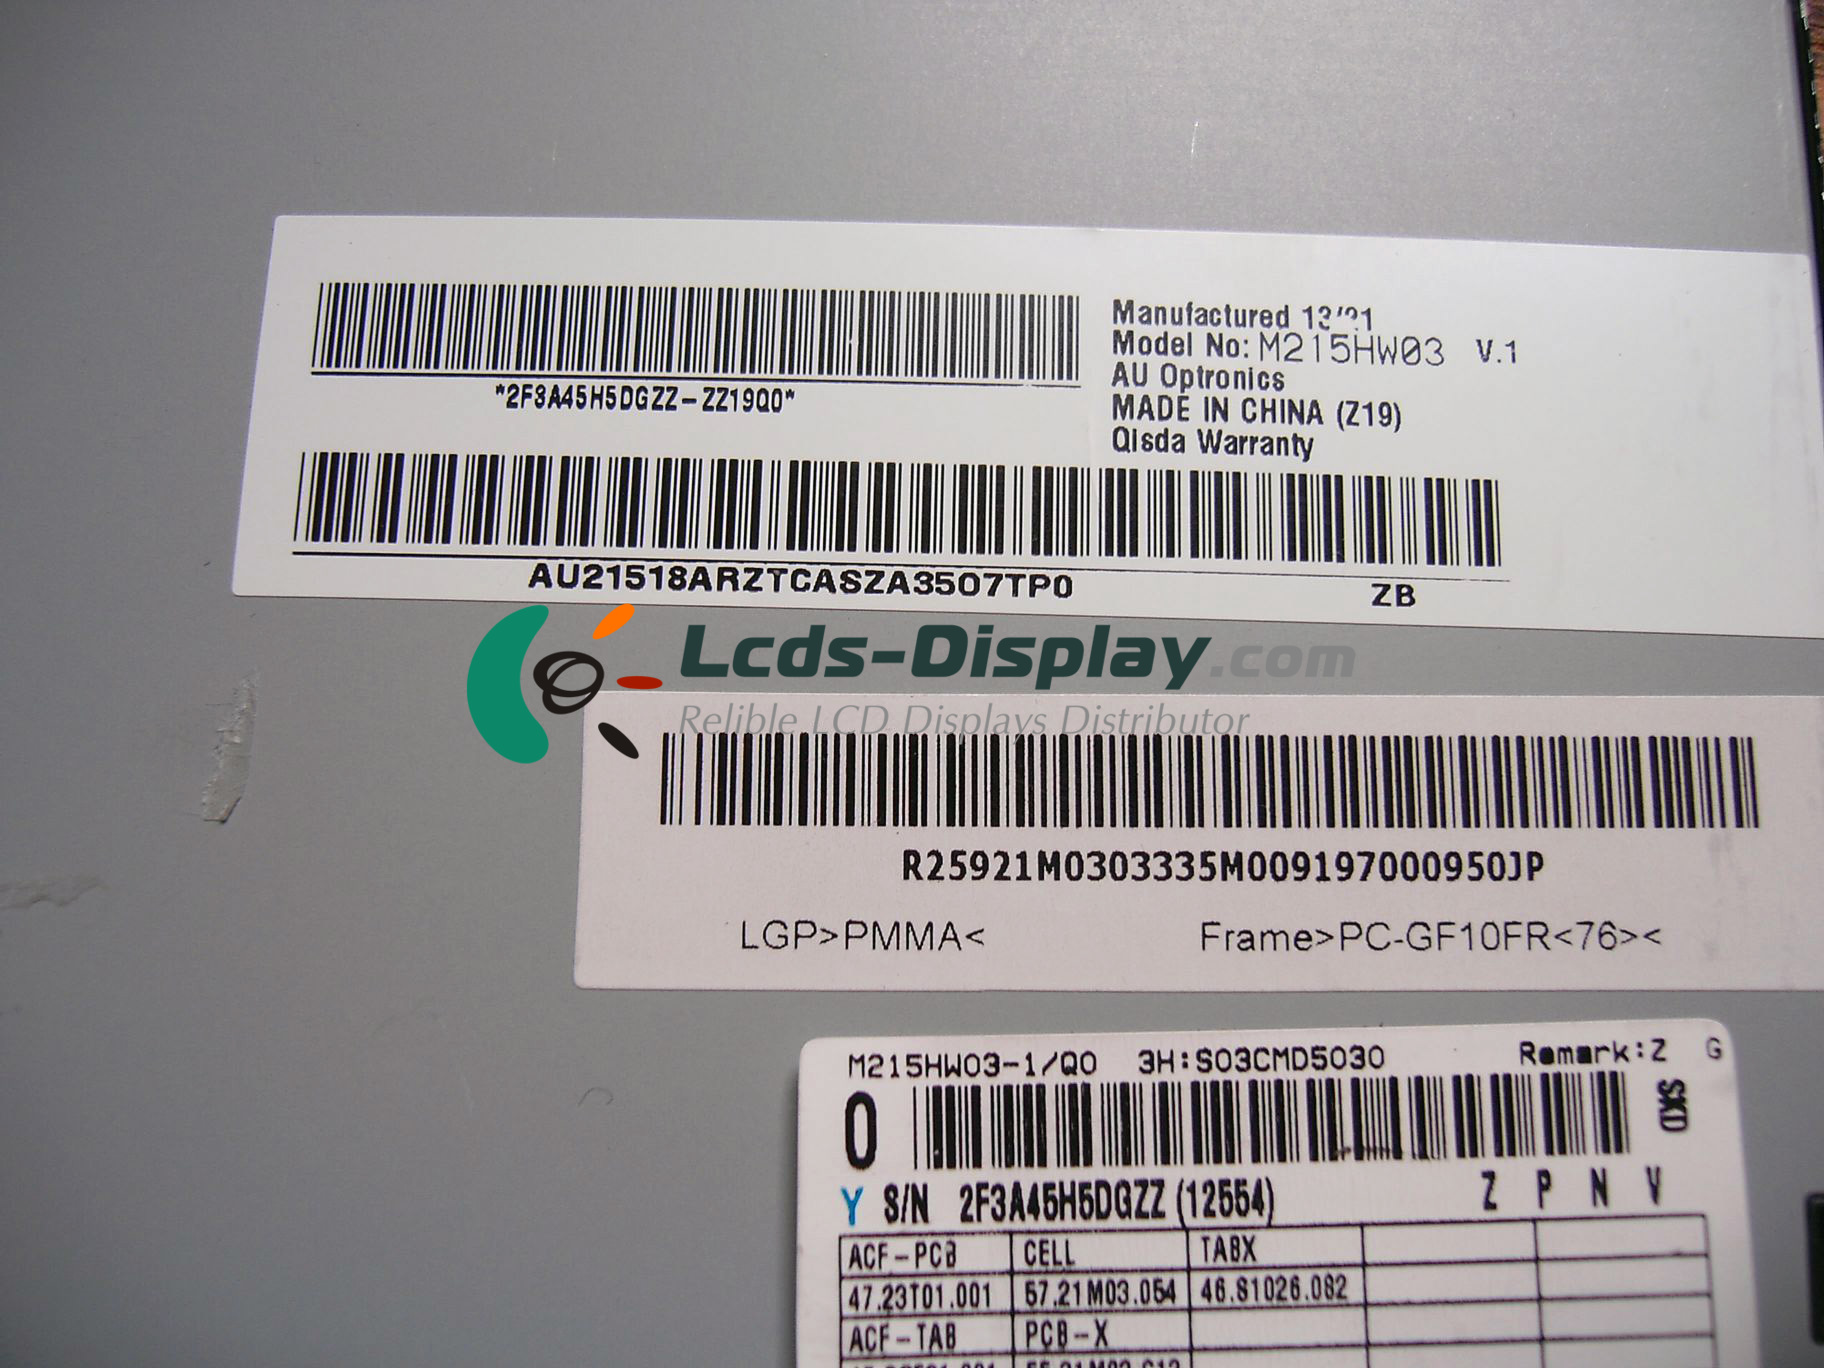 Manufactured
Model No: M215HW03 V.1
AU Optronics
MADE IN CHINA (Z19)
Qisda Warranty
*2F3A45H5DGZZ-ZZ19Q0*
AU21518ARZTCASZA3507TP0 ZB
Lcds-Display.com
Relible LCD Displays Distributor
R25921M0303335M009197000950JP
LGP>PMMA< Frame>PC-GF10FR<76><
M215HW03-1/Q0 3H:S03CMD5030 Remark:Z G
0 SKD
Y S/N 2F3A45H5DGZZ (12554) Z P N V
ACF-PCB CELL TABX
47.23T01.001 57.21M03.054 46.81026.082
ACF-TAB PCB-X